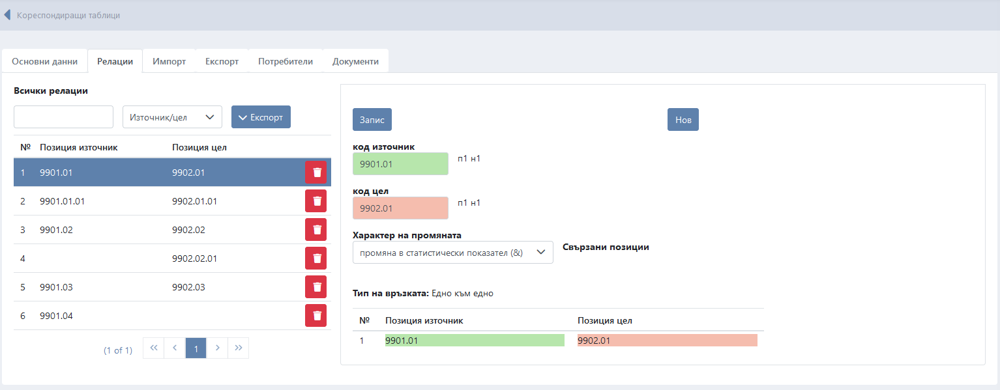 Кореспондиращи таблици
Основни данни Релации Импорт Експорт Потребители Документи
Всички релации
Източник/цел Експорт
№ Позиция източник Позиция цел
1 9901.01 9902.01
2 9901.01.01 9902.01.01
3 9901.02 9902.02
4 9902.02.01
5 9901.03 9902.03
6 9901.04
(1 of 1) « ‹ 1 › »
Запис Нов
код източник
9901.01 п1 н1
код цел
9902.01 п1 н1
Характер на промяната
промяна в статистически показател (&) Свързани позиции
Тип на връзката: Едно към едно
№ Позиция източник Позиция цел
1 9901.01 9902.01